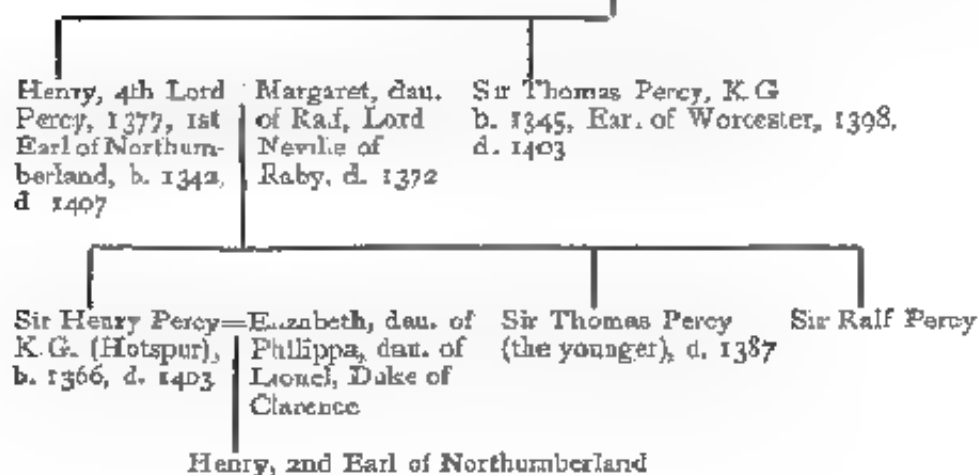 Henry, 4th Lord
Percy, 1377, 1st
Earl of Northum-
berland, b. 1342,
d 1407
Margaret, dau.
of Raf, Lord
Neville of
Raby, d. 1372
Sir Thomas Percy, K G
b. 1345, Ear. of Worcester, 1398,
d. 1403
Sir Henry Percy=Elizabeth, dau. of
K.G. (Hotspur), Philippa, dau. of
b. 1366, d. 1403 Lionel, Duke of
Clarence
Sir Thomas Percy
(the younger), d. 1387
Sir Ralf Percy
Henry, 2nd Earl of Northumberland